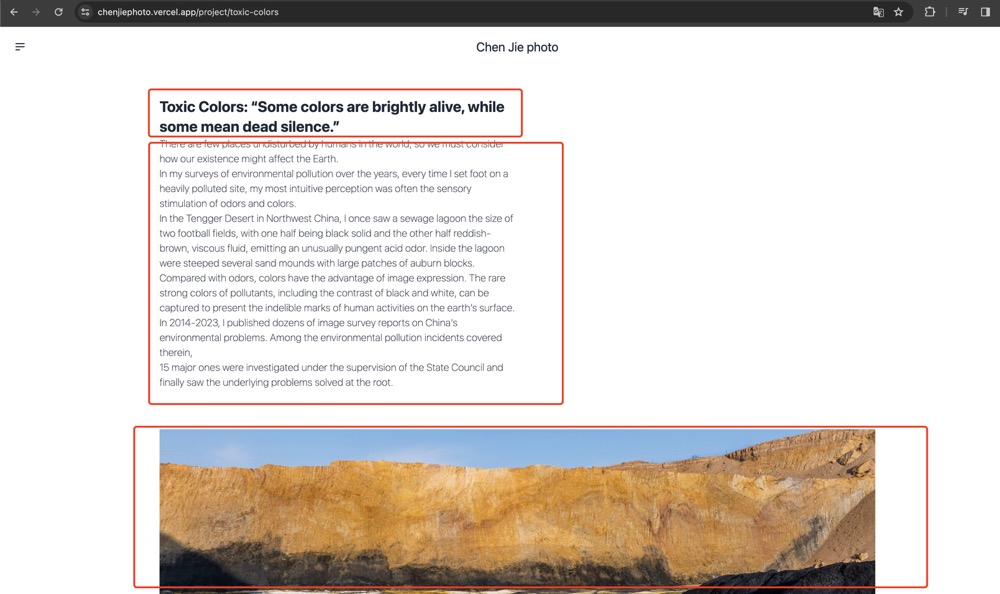 chenjiephoto.vercel.app/project/toxic-colors
Chen Jie photo
Toxic Colors: “Some colors are brightly alive, while
some mean dead silence.”
There are few places undisturbed by humans in the world, so we must consider
how our existence might affect the Earth.
In my surveys of environmental pollution over the years, every time I set foot on a
heavily polluted site, my most intuitive perception was often the sensory
stimulation of odors and colors.
In the Tengger Desert in Northwest China, I once saw a sewage lagoon the size of
two football fields, with one half being black solid and the other half reddish-
brown, viscous fluid, emitting an unusually pungent acid odor. Inside the lagoon
were steeped several sand mounds with large patches of auburn blocks.
Compared with odors, colors have the advantage of image expression. The rare
strong colors of pollutants, including the contrast of black and white, can be
captured to present the indelible marks of human activities on the earth's surface.
In 2014-2023, I published dozens of image survey reports on China's
environmental problems. Among the environmental pollution incidents covered
therein,
15 major ones were investigated under the supervision of the State Council and
finally saw the underlying problems solved at the root.